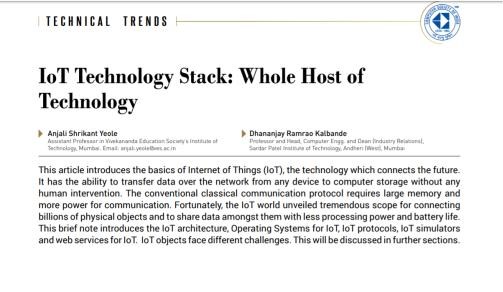 TECHNICAL TRENDS
IoT Technology Stack: Whole Host of
Technology
Anjali Shrikant Yeole
Assistant Professor in Vivekananda Education Society's Institute of
Technology, Mumbai. Email: anjali.yeole@ves.ac.in
Dhananjay Ramrao Kalbande
Professor and Head, Computer Engg. and Dean (Industry Relations),
Sardar Patel Institute of Technology, Andheri (West), Mumbai
This article introduces the basics of Internet of Things (IoT), the technology which connects the future.
It has the ability to transfer data over the network from any device to computer storage without any
human intervention. The conventional classical communication protocol requires large memory and
more power for communication. Fortunately, the IoT world unveiled tremendous scope for connecting
billions of physical objects and to share data amongst them with less processing power and battery life.
This brief note introduces the IoT architecture, Operating Systems for IoT, IoT protocols, IoT simulators
and web services for IoT. IoT objects face different challenges. This will be discussed in further sections.